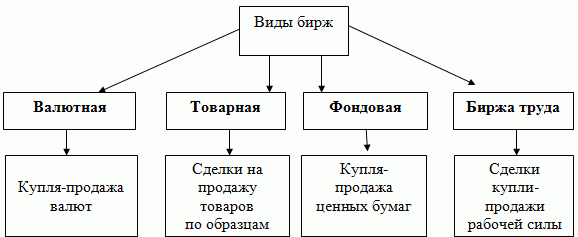 Виды бирж
Валютная
Товарная
Фондовая
Биржа труда
Купля-продажа
валют
Сделки на
продажу
товаров
по образцам
Купля-
продажа
ценных бумаг
Сделки
купли-
продажи
рабочей силы